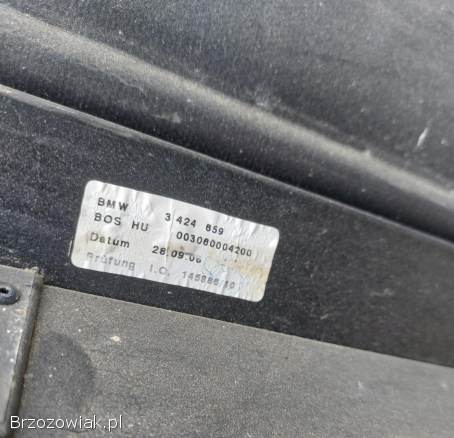 BMW 3 424 659
BOS HU 003060004200
Datum 28.09.06
Prüfung I.O. 145886/10
Brzozowiak.pl